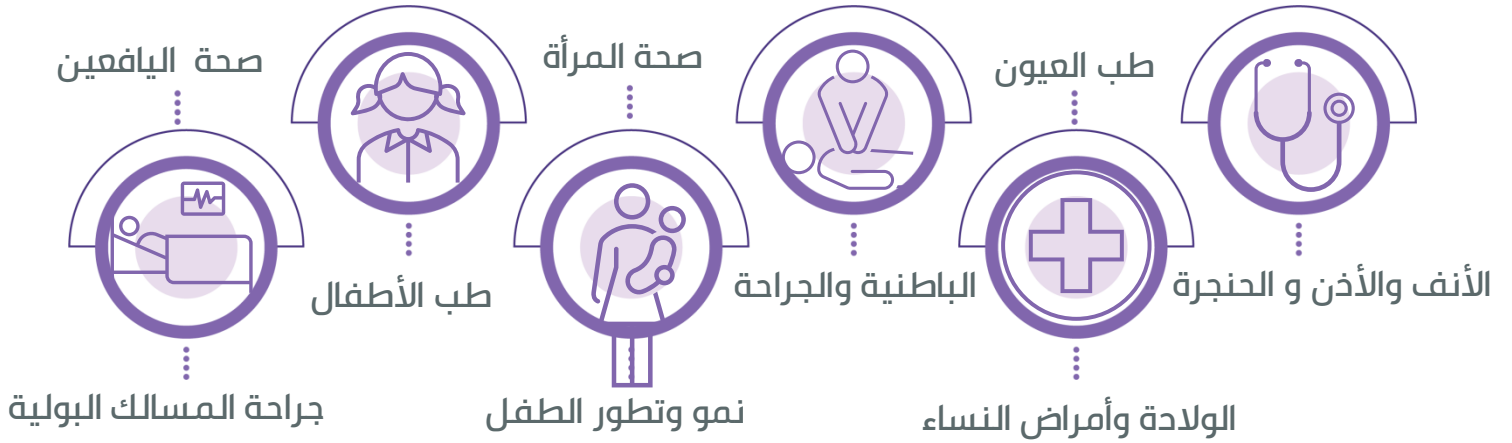 طب العيون
صحة المرأة
صحة اليافعين
الأنف والأذن و الحنجرة
الباطنية والجراحة
طب الأطفال
الولادة وأمراض النساء
نمو وتطور الطفل
جراحة المسالك البولية